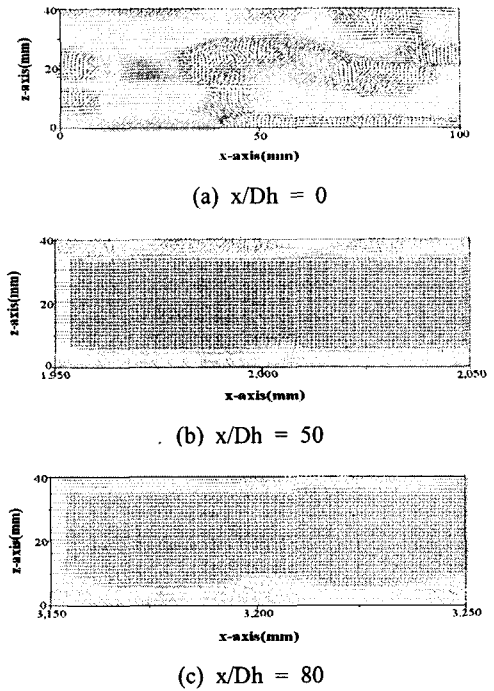 40
z-axis(mm)
20
0
0
50
100
x-axis(mm)
(a) x/Dh = 0
40
z-axis(mm)
20
0
1,950
2,000
2,050
x-axis(mm)
(b) x/Dh = 50
40
z-axis(mm)
20
0
3,150
3,200
3,250
x-axis(mm)
(c) x/Dh = 80